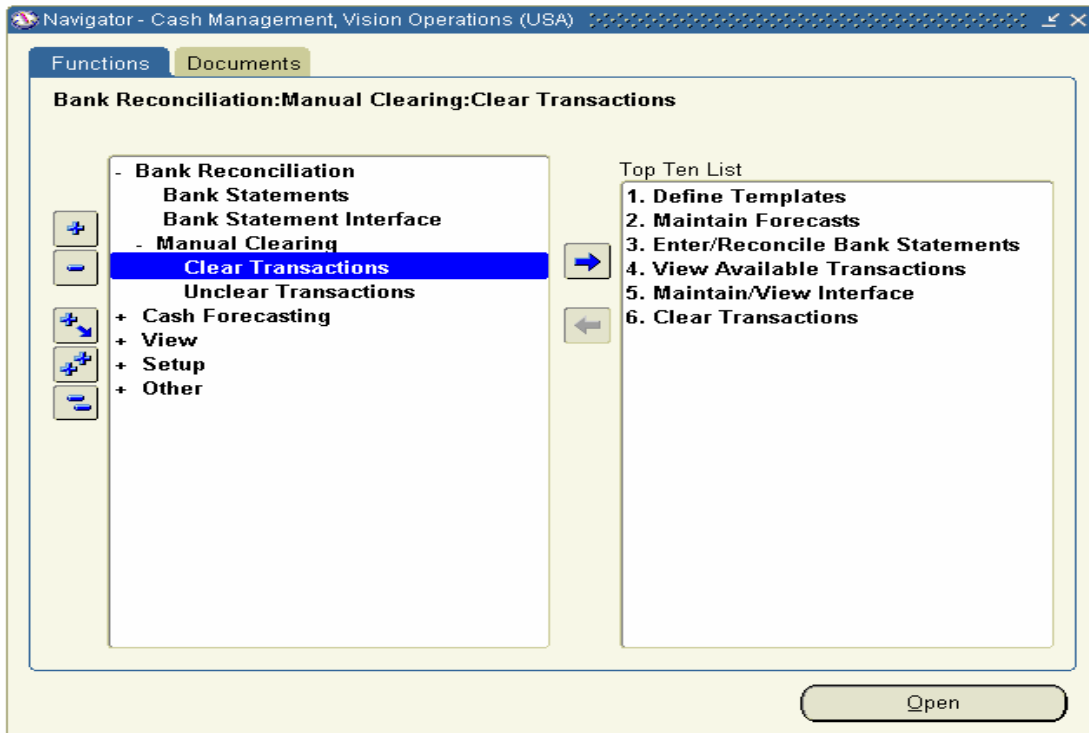 Navigator - Cash Management, Vision Operations (USA)
Functions
Documents
Bank Reconciliation:Manual Clearing:Clear Transactions
- Bank Reconciliation
Bank Statements
Bank Statement Interface
- Manual Clearing
Clear Transactions
Unclear Transactions
+ Cash Forecasting
+ View
+ Setup
+ Other
Top Ten List
1. Define Templates
2. Maintain Forecasts
3. Enter/Reconcile Bank Statements
4. View Available Transactions
5. Maintain/View Interface
6. Clear Transactions
Open